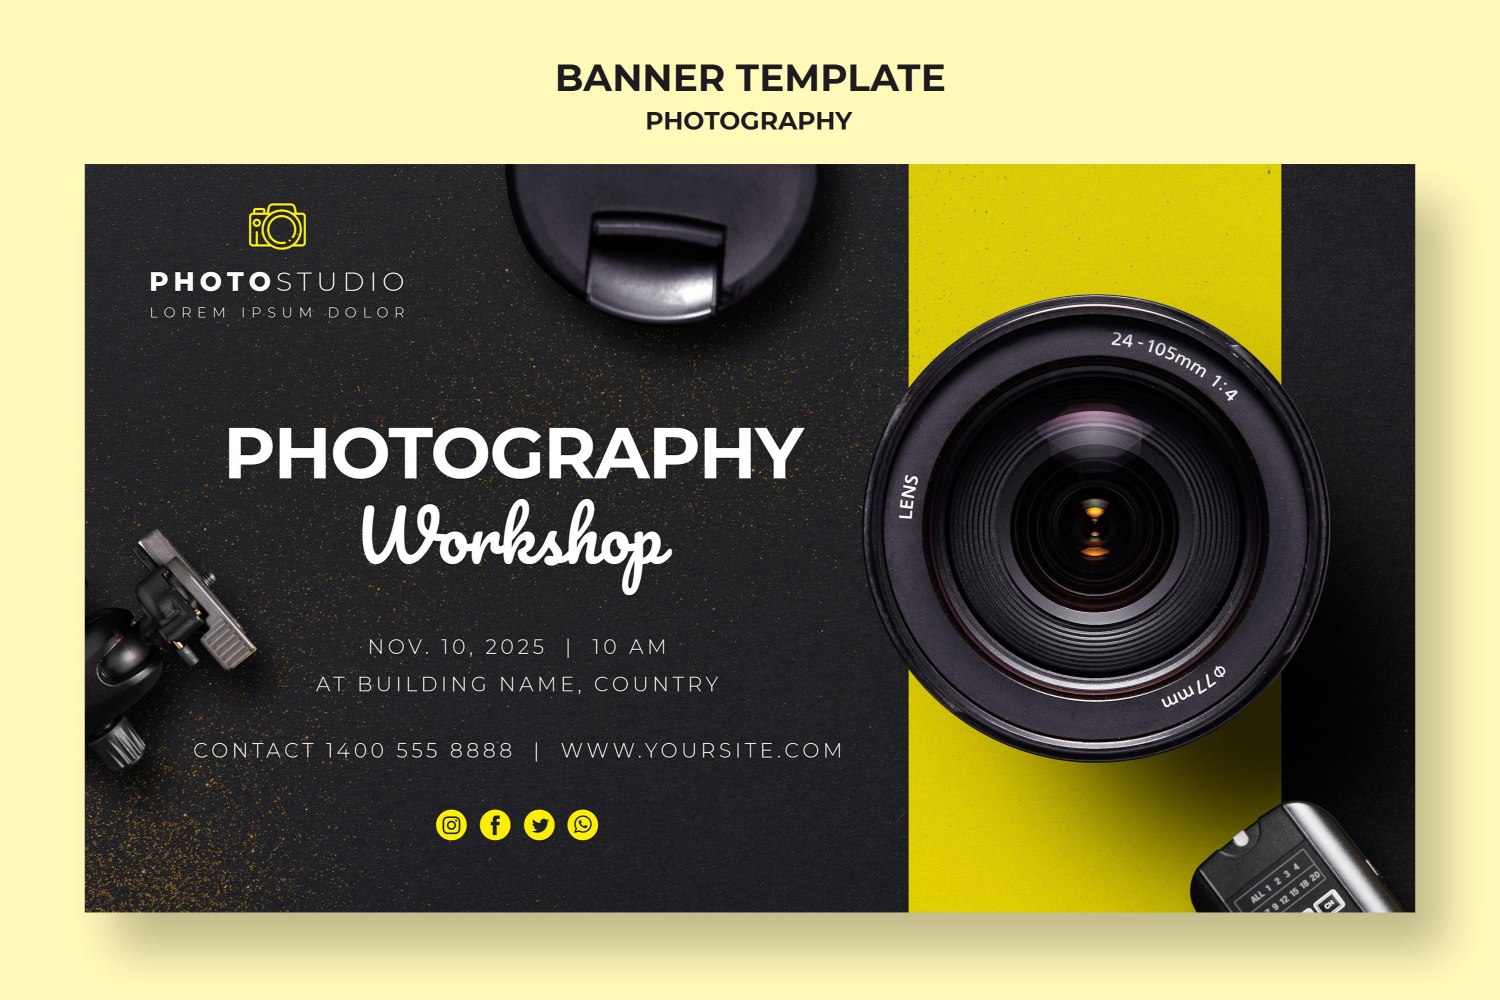 BANNER TEMPLATE
PHOTOGRAPHY
PHOTOSTUDIO
LOREM IPSUM DOLOR
PHOTOGRAPHY
Workshop
NOV. 10, 2025 | 10 AM
AT BUILDING NAME, COUNTRY
CONTACT 1400 555 8888 | WWW.YOURSITE.COM
24-105mm 1:4
LENS
Φ77mm
ALL 1 2 3 4
7 9 12 15 18 20
CH